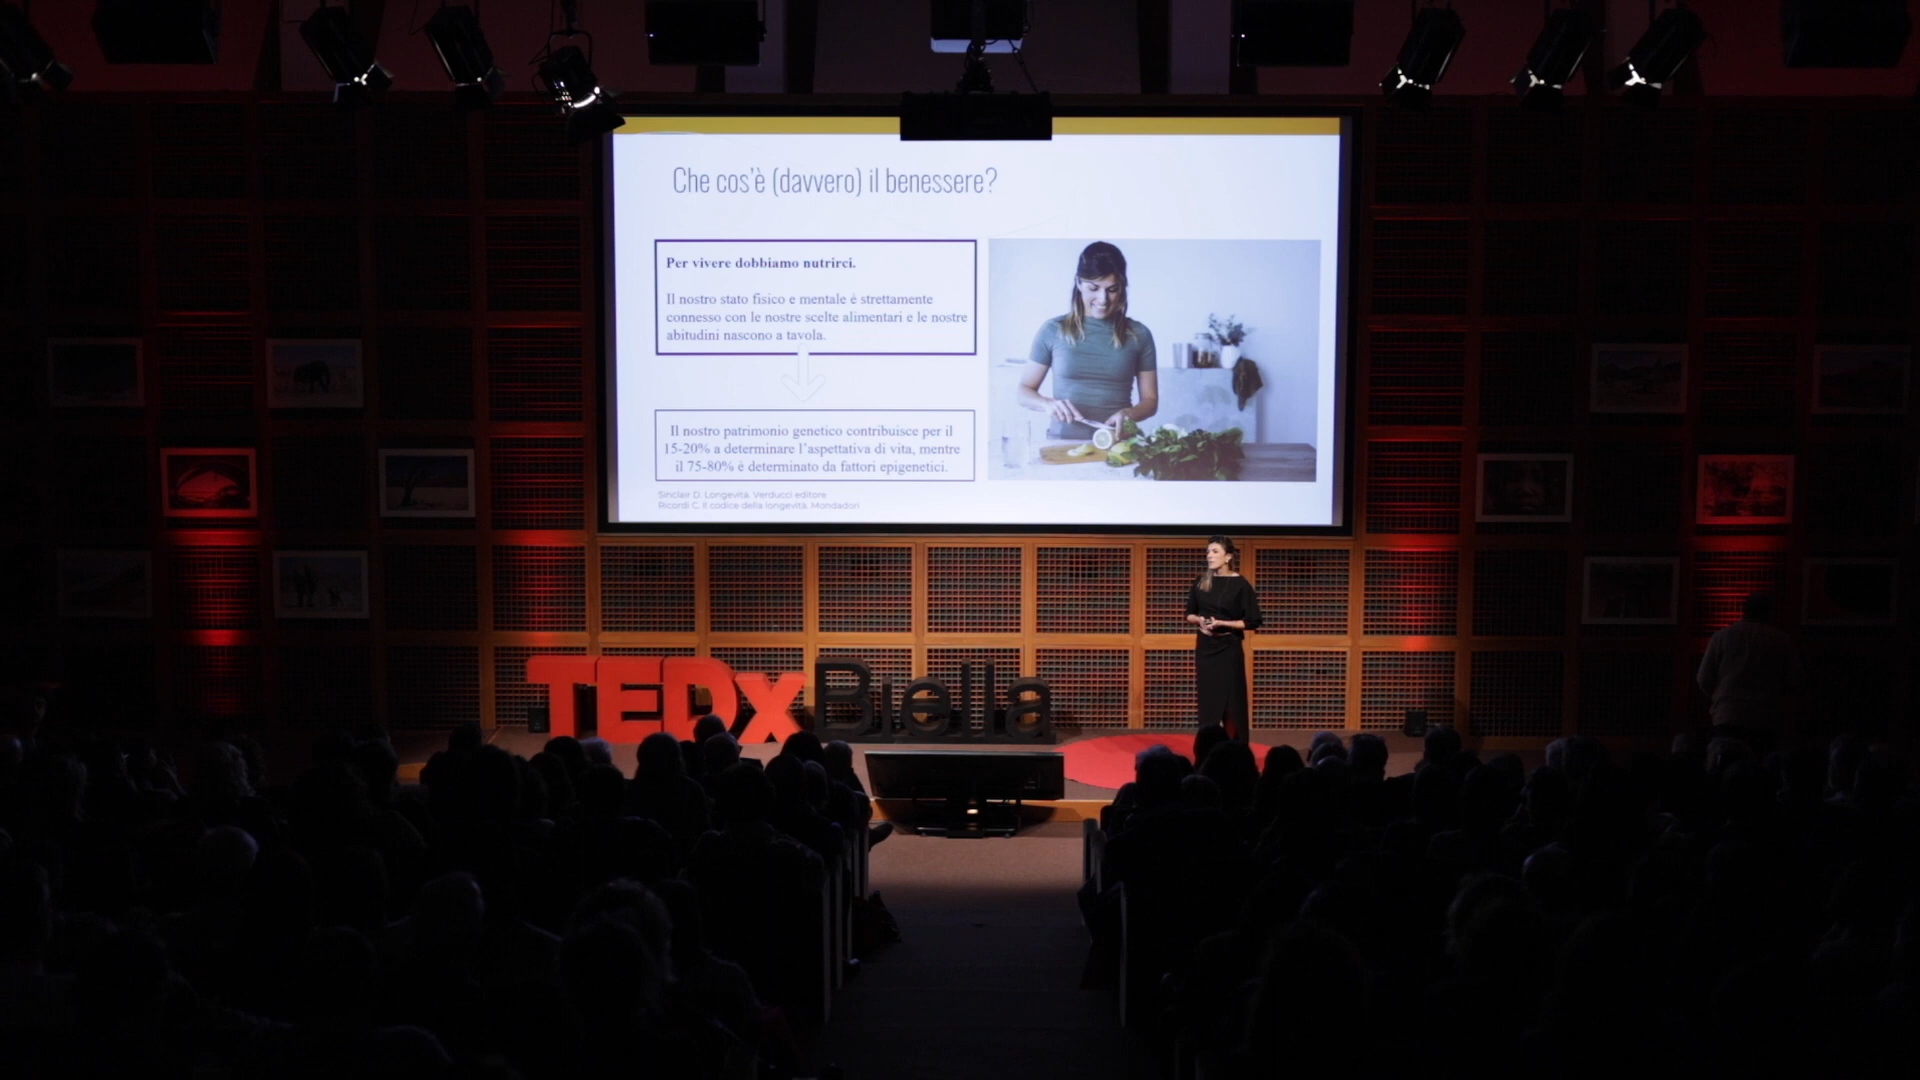 Che cos'è (davvero) il benessere?
Per vivere dobbiamo nutrirci.
Il nostro stato fisico e mentale è strettamente
connesso con le nostre scelte alimentari e le nostre
abitudini nascono a tavola.
Il nostro patrimonio genetico contribuisce per il
15-20% a determinare l'aspettativa di vita, mentre
il 75-80% è determinato da fattori epigenetici.
Sinclair D. Longevità. Verducci editore
Ricordi C. Il codice della longevità. Mondadori
TEDxBiella